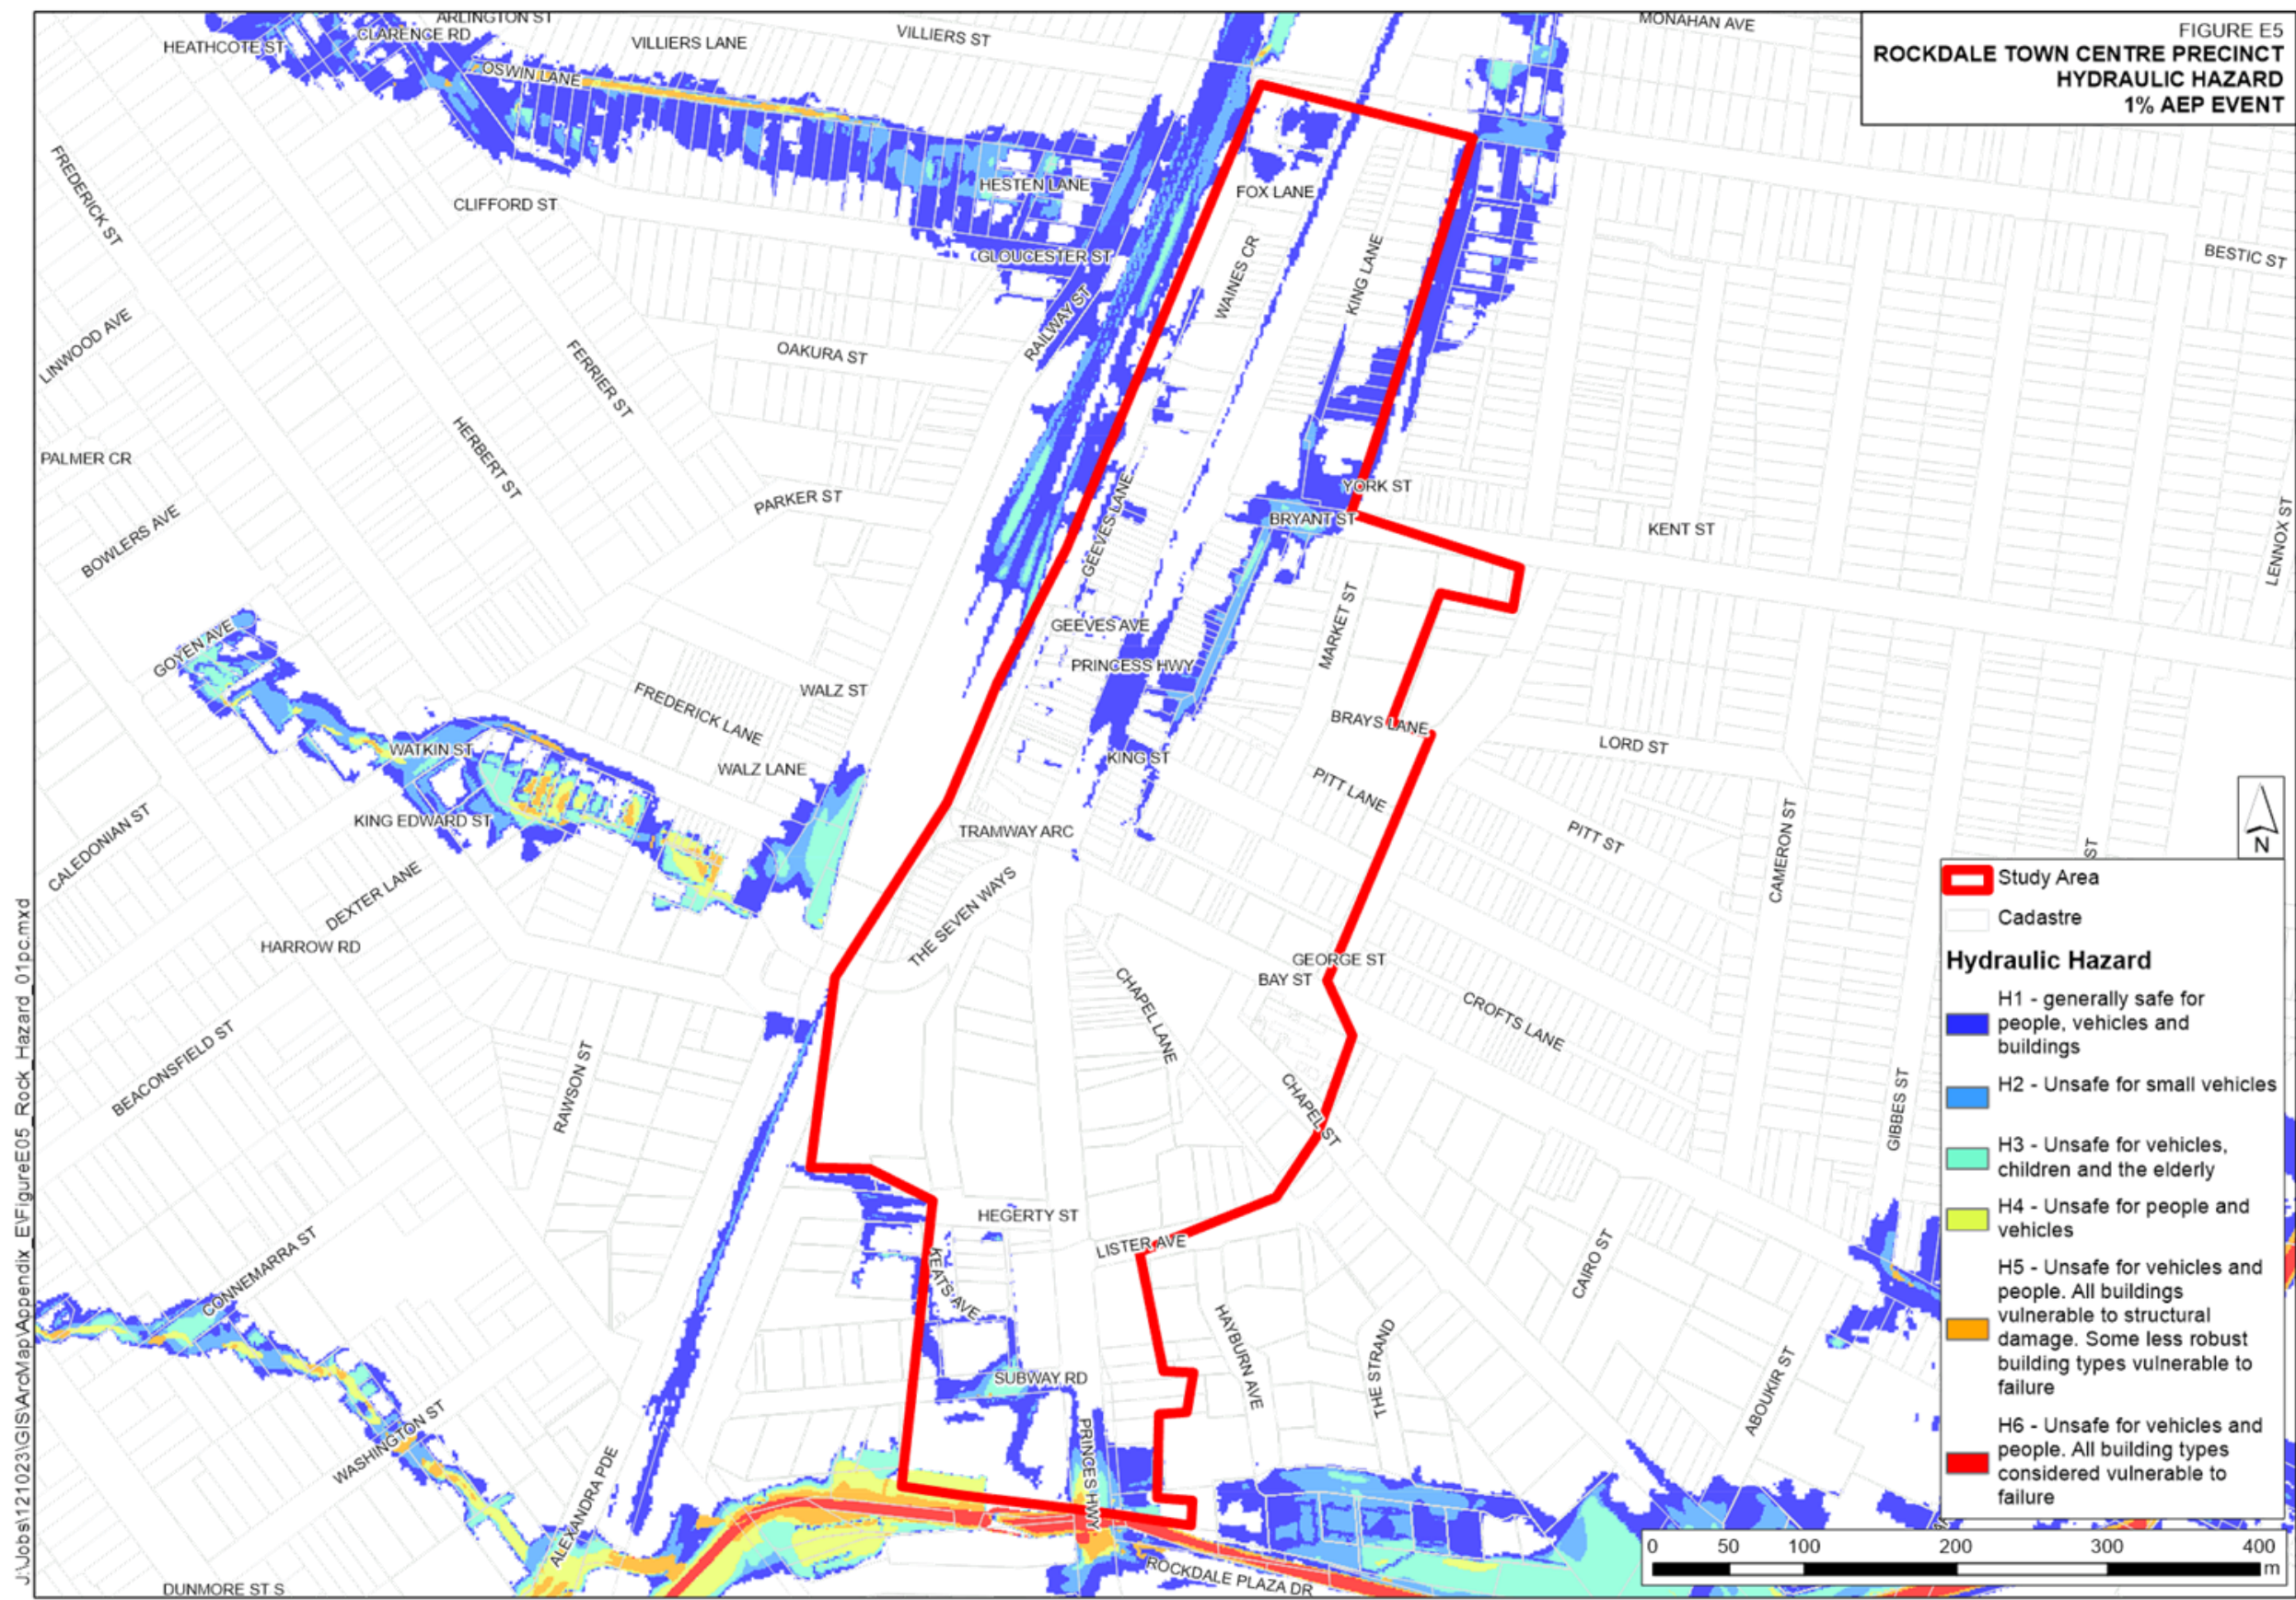 FIGURE E5
ROCKDALE TOWN CENTRE PRECINCT
HYDRAULIC HAZARD
1% AEP EVENT
ARLINGTON ST
CLARENCE RD
HEATHCOTE ST
VILLIERS LANE
VILLIERS ST
MONAHAN AVE
OSWIN LANE
FREDERICK ST
CLIFFORD ST
HESTEN LANE
FOX LANE
GLOUCESTER ST
BESTIC ST
WAINES CR
KING LANE
RAILWAY ST
LINWOOD AVE
OAKURA ST
FERRIER ST
PALMER CR
HERBERT ST
PARKER ST
YORK ST
GEEVES LANE
BRYANT ST
KENT ST
LENNOX ST
BOWLERS AVE
GEEVES AVE
MARKET ST
GOYEN AVE
PRINCESS HWY
WALZ ST
FREDERICK LANE
BRAYS LANE
LORD ST
WATKIN ST
KING ST
WALZ LANE
PITT LANE
KING EDWARD ST
TRAMWAY ARC
PITT ST
CAMERON ST
ST
CALEDONIAN ST
DEXTER LANE
THE SEVEN WAYS
HARROW RD
GEORGE ST
BAY ST
CHAPEL LANE
CROFTS LANE
BEACONSFIELD ST
RAWSON ST
CHAPEL ST
GIBBES ST
HEGERTY ST
LISTER AVE
CONNEMARRA ST
KEATS AVE
CAIRO ST
HAYBURN AVE
THE STRAND
SUBWAY RD
ABOUKIR ST
WASHINGTON ST
PRINCES HWY
ALEXANDRA PDE
ROCKDALE PLAZA DR
DUNMORE ST S
N
Study Area
Cadastre
Hydraulic Hazard
H1 - generally safe for
people, vehicles and
buildings
H2 - Unsafe for small vehicles
H3 - Unsafe for vehicles,
children and the elderly
H4 - Unsafe for people and
vehicles
H5 - Unsafe for vehicles and
people. All buildings
vulnerable to structural
damage. Some less robust
building types vulnerable to
failure
H6 - Unsafe for vehicles and
people. All building types
considered vulnerable to
failure
0 50 100 200 300 400
m
J:\Jobs\121023\GIS\ArcMap\Appendix_E\FigureE05_Rock_Hazard_01pc.mxd